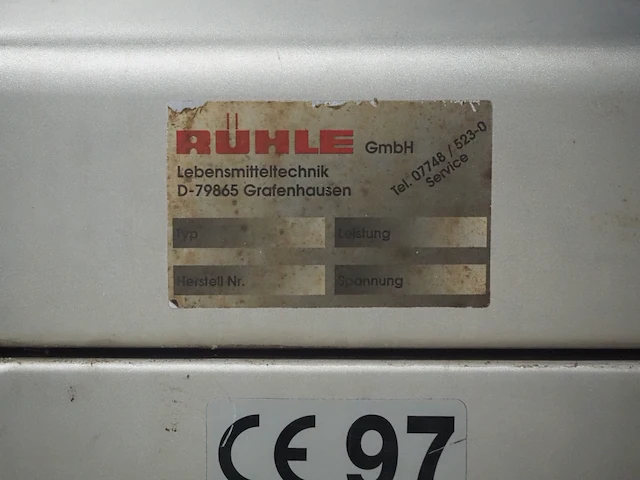 RÜHLE GmbH
Lebensmitteltechnik
D-79865 Grafenhausen
Tel. 07748 / 523-0
Service
Typ
Leistung
Herstell Nr.
Spannung
CE 97